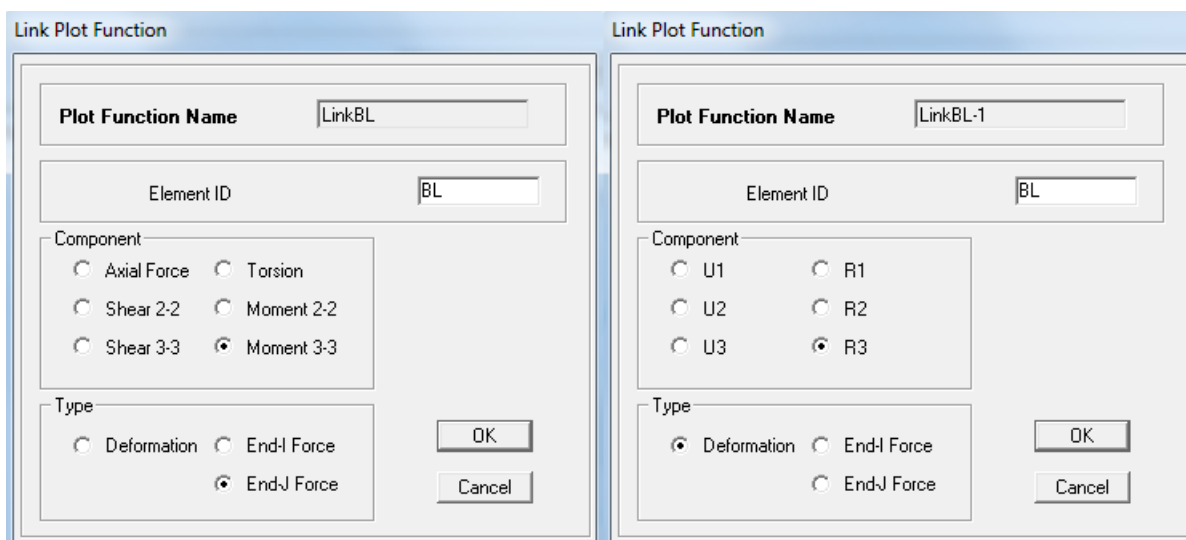 Link Plot Function
Plot Function Name LinkBL
Element ID BL
Component
Axial Force Torsion
Shear 2-2 Moment 2-2
Shear 3-3 Moment 3-3
Type
Deformation End-I Force
End-J Force
OK
Cancel
Link Plot Function
Plot Function Name LinkBL-1
Element ID BL
Component
U1 R1
U2 R2
U3 R3
Type
Deformation End-I Force
End-J Force
OK
Cancel